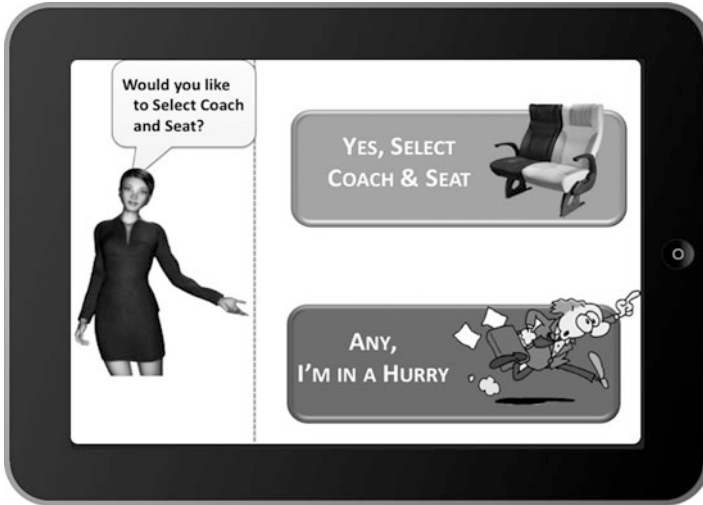 Would you like
to Select Coach
and Seat?
YES, SELECT
COACH & SEAT
ANY,
I'M IN A HURRY